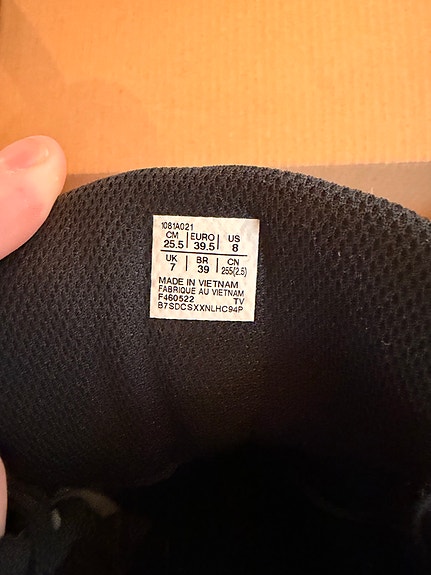 1081A021
CM EURO US
25.5 39.5 8
UK BR CN
7 39 255(2.5)
MADE IN VIETNAM
FABRIQUE AU VIETNAM
F460522 TV
B7SDCSXXNLHC94P